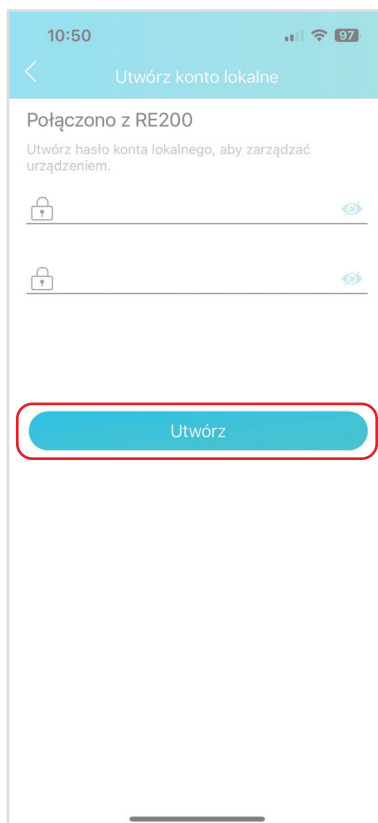 10:50
97
Utwórz konto lokalne
Połączono z RE200
Utwórz hasło konta lokalnego, aby zarządzać
urządzeniem.
Utwórz